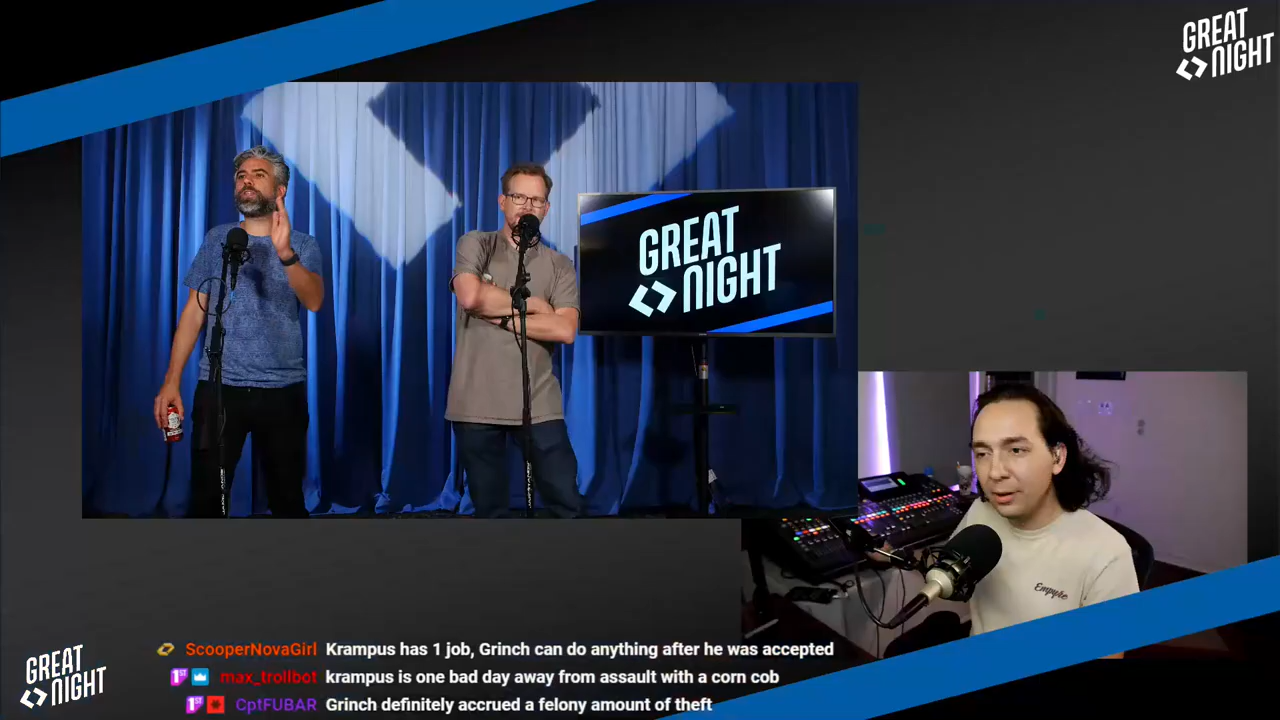 GREAT
NIGHT
GREAT
NIGHT
Empyre
GREAT
NIGHT
ScooperNovaGirl Krampus has 1 job, Grinch can do anything after he was accepted
1ST max_trollbot krampus is one bad day away from assault with a corn cob
1ST CptFUBAR Grinch definitely accrued a felony amount of theft